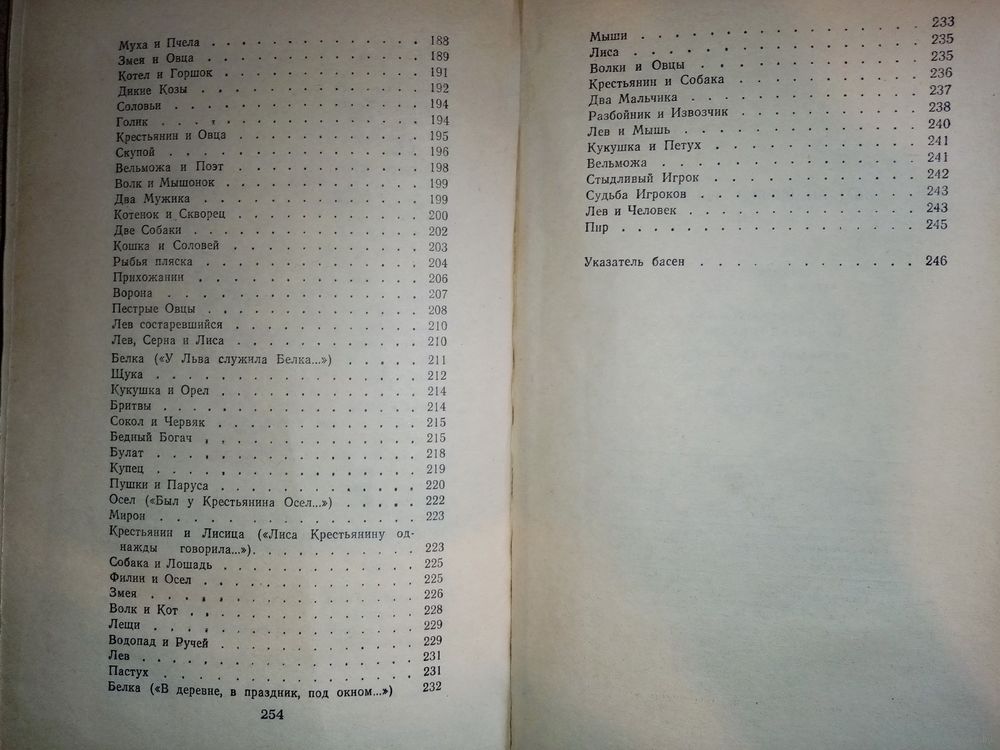 Муха и Пчела . . . . . . . . . . . 188
Змея и Овца . . . . . . . . . . . 189
Котел и Горшок . . . . . . . . . . . 191
Дикие Козы . . . . . . . . . . . 192
Соловьи . . . . . . . . . . . 194
Голик . . . . . . . . . . . 194
Крестьянин и Овца . . . . . . . . . . 195
Скупой . . . . . . . . . . . 196
Вельможа и Поэт . . . . . . . . . . 198
Волк и Мышонок . . . . . . . . . . 199
Два Мужика . . . . . . . . . . . 199
Котенок и Скворец . . . . . . . . . . 200
Две Собаки . . . . . . . . . . . 202
Кошка и Соловей . . . . . . . . . . 203
Рыбья пляска . . . . . . . . . . . 204
Прихожании . . . . . . . . . . . 206
Ворона . . . . . . . . . . . 207
Пестрые Овцы . . . . . . . . . . . 208
Лев состаревшийся . . . . . . . . . . 210
Лев, Серна и Лиса . . . . . . . . . . 210
Белка («У Льва служила Белка...») . . . . . 211
Щука . . . . . . . . . . . 212
Кукушка и Орел . . . . . . . . . . 214
Бритвы . . . . . . . . . . . 214
Сокол и Червяк . . . . . . . . . . 215
Бедный Богач . . . . . . . . . . . 215
Булат . . . . . . . . . . . 218
Купец . . . . . . . . . . . 219
Пушки и Паруса . . . . . . . . . . 220
Осел («Был у Крестьянина Осел...») . . . . . 222
Мирон . . . . . . . . . . . 223
Крестьянин и Лисица («Лиса Крестьянину од-
нажды говорила...»). . . . . . . . . . 223
Собака и Лошадь . . . . . . . . . . 225
Филин и Осел . . . . . . . . . . . 225
Змея . . . . . . . . . . . 226
Волк и Кот . . . . . . . . . . . 228
Лещи . . . . . . . . . . . 229
Водопад и Ручей . . . . . . . . . . 229
Лев . . . . . . . . . . . 231
Пастух . . . . . . . . . . . 231
Белка («В деревне, в праздник, под окном...») 232
254
Мыши . . . . . . . . . . . 233
Лиса . . . . . . . . . . . 235
Волки и Овцы . . . . . . . . . . . 235
Крестьянин и Собака . . . . . . . . . . 236
Два Мальчика . . . . . . . . . . . 237
Разбойник и Извозчик . . . . . . . . . . 238
Лев и Мышь . . . . . . . . . . . 240
Кукушка и Петух . . . . . . . . . . 241
Вельможа . . . . . . . . . . . 241
Стыдливый Игрок . . . . . . . . . . 242
Судьба Игроков . . . . . . . . . . 243
Лев и Человек . . . . . . . . . . 243
Пир . . . . . . . . . . . 245
Указатель басен . . . . . . . . . . 246